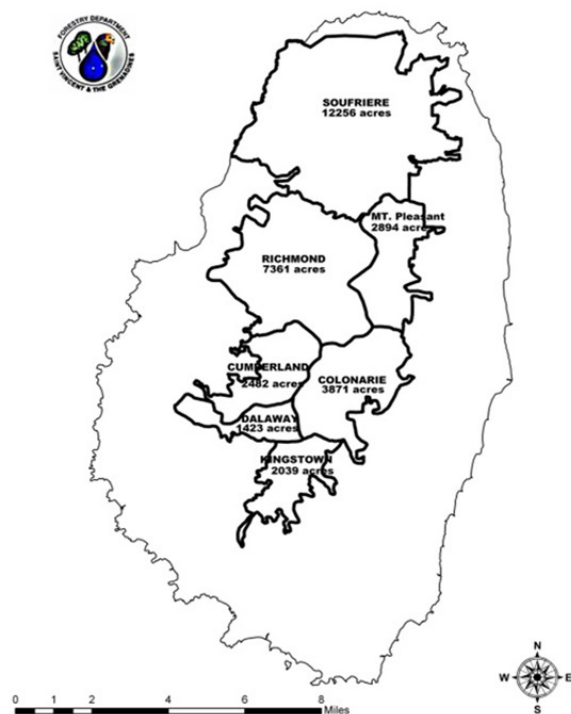 FORESTRY DEPARTMENT
SAINT VINCENT & THE GRENADINES
SOUFRIERE
12256 acres
MT. Pleasant
2894 acres
RICHMOND
7361 acres
CUMBERLAND
2482 acres
COLONARIE
3871 acres
DALAWAY
1423 acres
KINGSTOWN
2039 acres
N
W E
S
0 1 2 4 6 8
Miles